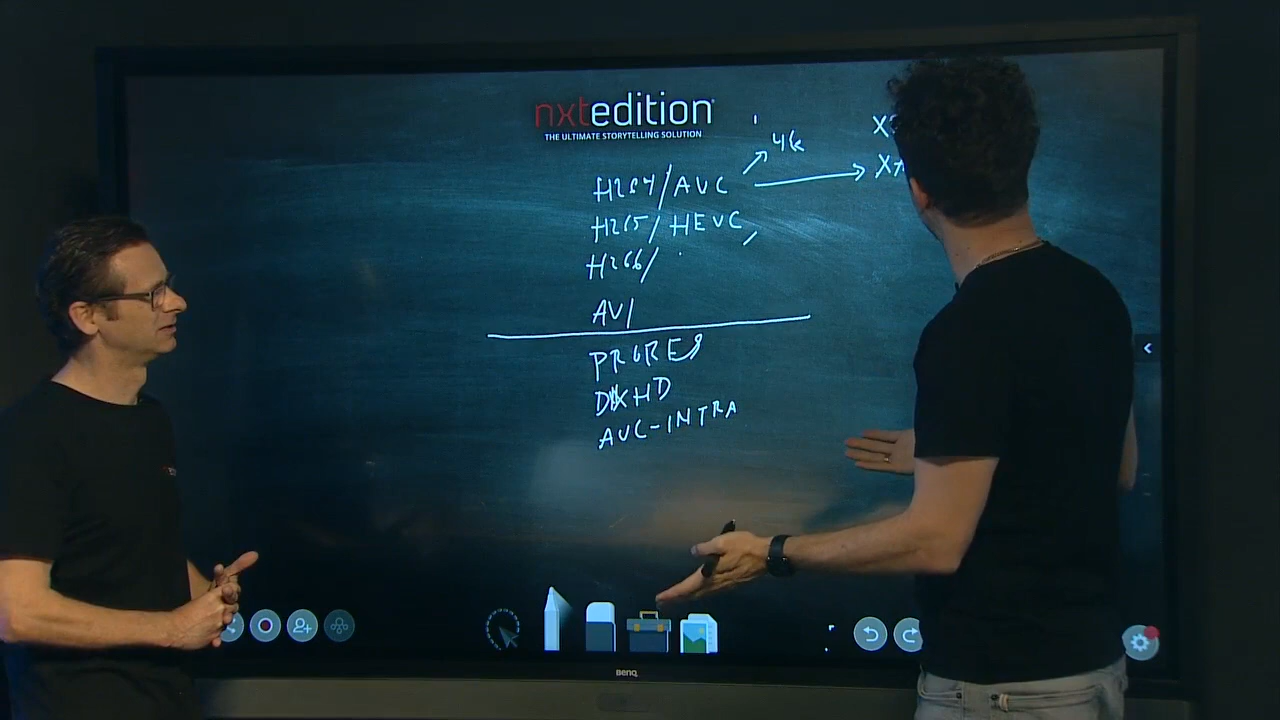 nxtedition
THE ULTIMATE STORYTELLING SOLUTION
4k
H264/AVC
H265/HEVC
H266/
AV1
PRORES
DNXHD
AVC-INTRA
BenQ